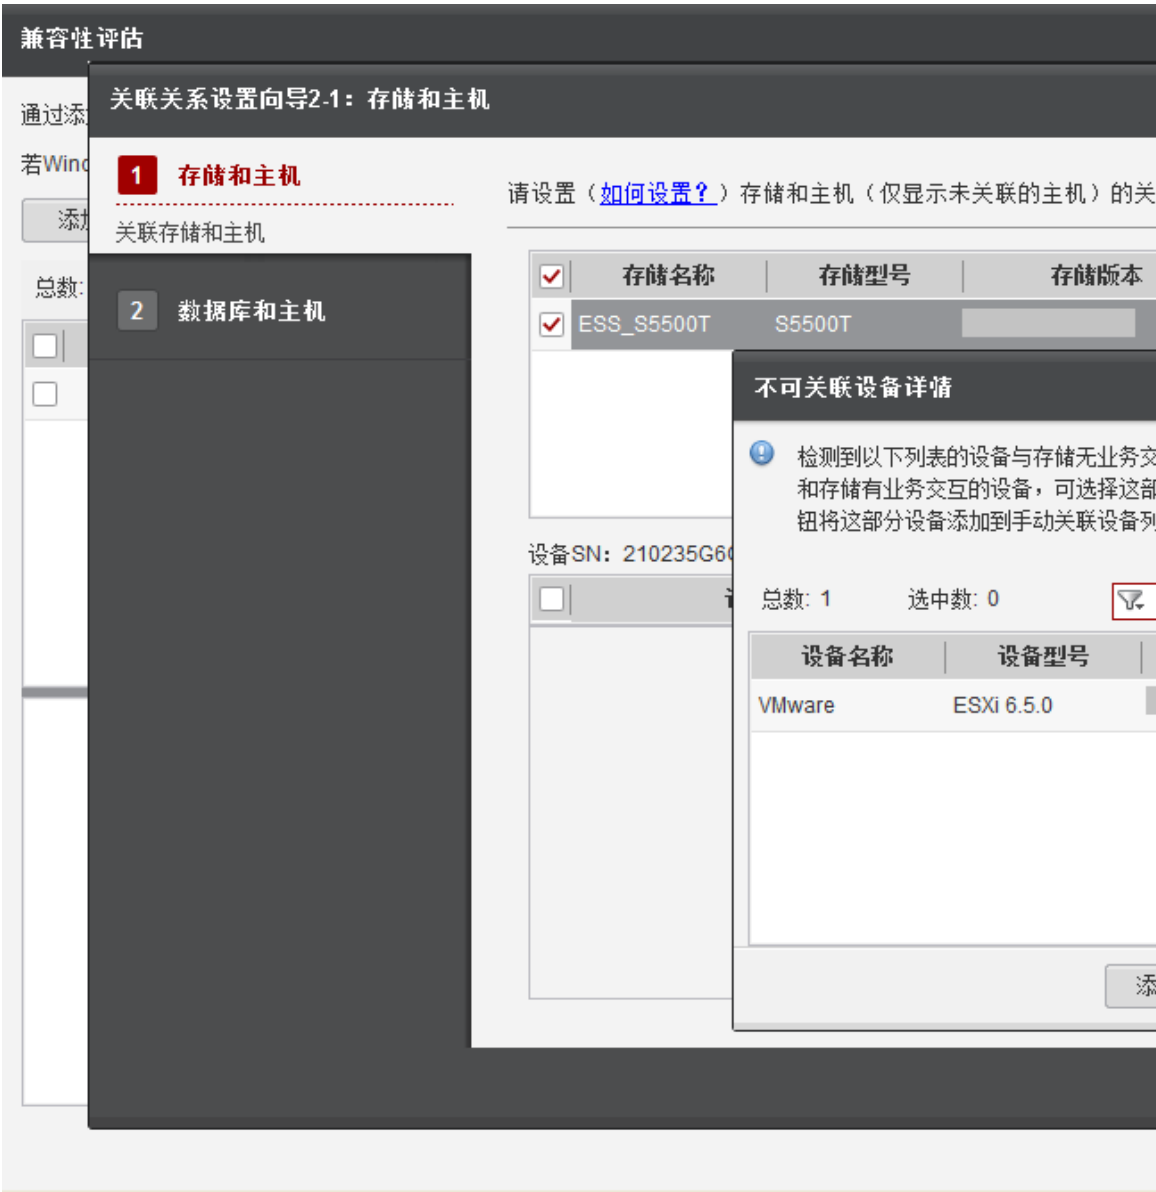 兼容性评估
通过添
若Wind
添加
总数:
关联关系设置向导2-1：存储和主机
1 存储和主机
关联存储和主机
2 数据库和主机
请设置（如何设置？）存储和主机（仅显示未关联的主机）的关
存储名称 存储型号 存储版本
ESS_S5500T S5500T
设备SN：210235G6
不可关联设备详情
检测到以下列表的设备与存储无业务交
和存储有业务交互的设备，可选择这部
钮将这部分设备添加到手动关联设备列
总数: 1 选中数: 0
设备名称 设备型号
VMware ESXi 6.5.0
添